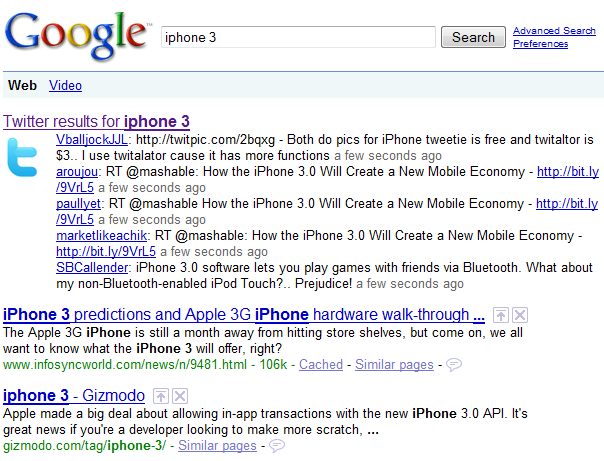 Google™ iphone 3 Search Advanced Search
Preferences
Web Video
Twitter results for iphone 3
VballjockJJL: http://twitpic.com/2bqxg - Both do pics for iPhone tweetie is free and twitaltor is
$3.. I use twitalator cause it has more functions a few seconds ago
aroujou: RT @mashable: How the iPhone 3.0 Will Create a New Mobile Economy - http://bit.ly
/9VrL5 a few seconds ago
paullyet: RT @mashable: How the iPhone 3.0 Will Create a New Mobile Economy - http://bit.ly
/9VrL5 a few seconds ago
marketlikeachik: RT @mashable: How the iPhone 3.0 Will Create a New Mobile Economy -
http://bit.ly/9VrL5 a few seconds ago
SBCallender: iPhone 3.0 software lets you play games with friends via Bluetooth. What about
my non-Bluetooth-enabled iPod Touch?.. Prejudice! a few seconds ago
iPhone 3 predictions and Apple 3G iPhone hardware walk-through ...
The Apple 3G iPhone is still a month away from hitting store shelves, but come on, we all
want to know what the iPhone 3 will offer, right?
www.infosyncworld.com/news/n/9481.html - 106k - Cached - Similar pages -
iphone 3 - Gizmodo
Apple made a big deal about allowing in-app transactions with the new iPhone 3.0 API. It's
great news if you're a developer looking to make more scratch, ...
gizmodo.com/tag/iphone-3/ - Similar pages -